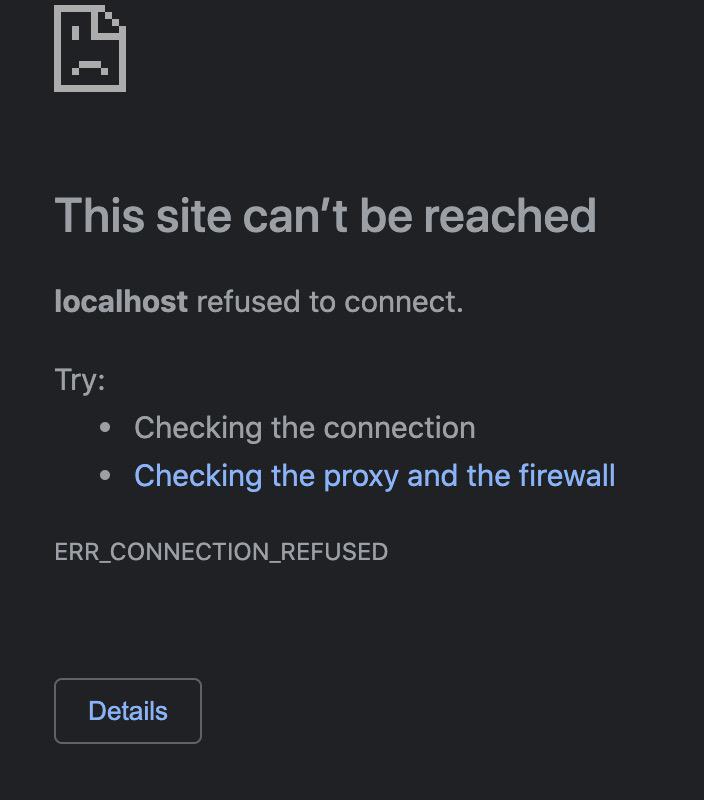 This site can’t be reached
localhost refused to connect.
Try:
• Checking the connection
• Checking the proxy and the firewall
ERR_CONNECTION_REFUSED
Details